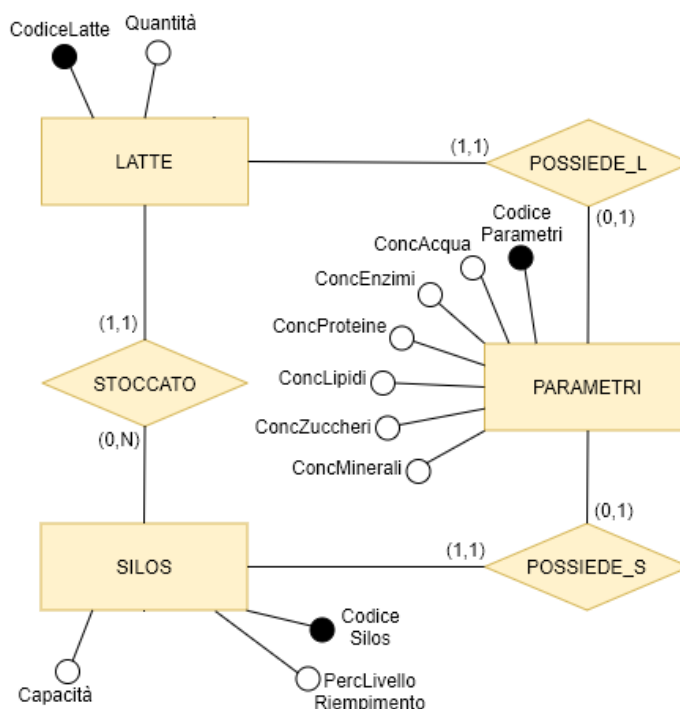 CodiceLatte
Quantità
LATTE
(1,1)
POSSIEDE_L
(0,1)
Codice
Parametri
ConcAcqua
ConcEnzimi
ConcProteine
ConcLipidi
ConcZuccheri
ConcMinerali
PARAMETRI
(1,1)
STOCCATO
(0,N)
(0,1)
SILOS
(1,1)
POSSIEDE_S
Codice
Silos
Capacità
PercLivello
Riempimento